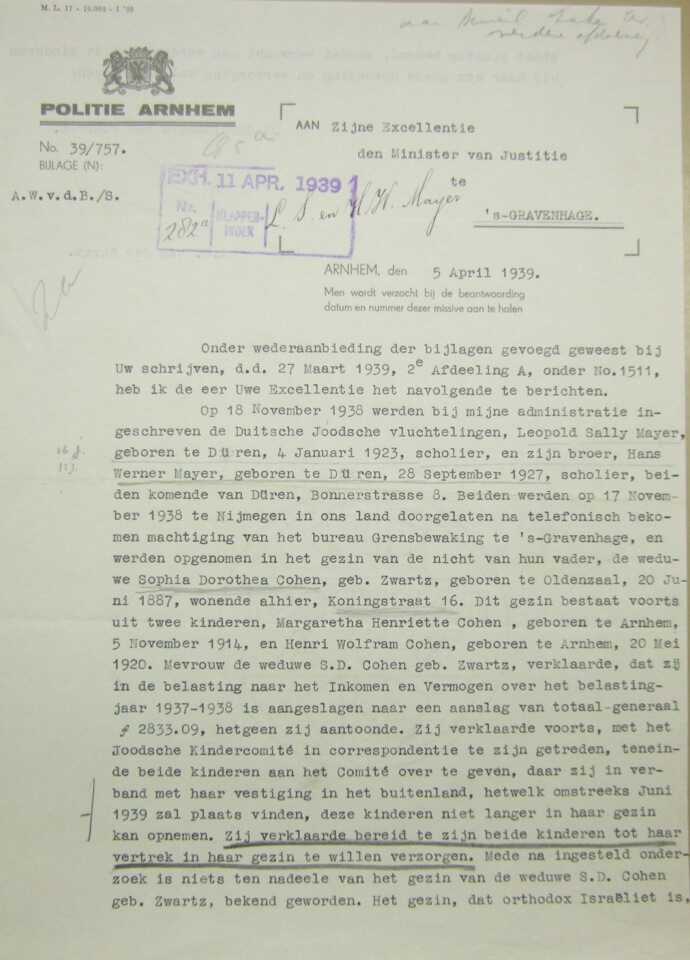 M. L. 17 - 10.000 - 1 '39
aan
verdere afdoening
POLITIE ARNHEM
No. 39/757.
BIJLAGE (N):
A.W.v.d.B./S.
AAN Zijne Excellentie
den Minister van Justitie
te
's-GRAVENHAGE.
EXH. 11 APR. 1939
Nr. 282a KLAPPER-
INDEX
L. S. en H. W. Mayer
ARNHEM, den 5 April 1939.
Men wordt verzocht bij de beantwoording
datum en nummer dezer missive aan te halen
Onder wederaanbieding der bijlagen gevoegd geweest bij
Uw schrijven, d.d. 27 Maart 1939, 2e Afdeeling A, onder No.1511,
heb ik de eer Uwe Excellentie het navolgende te berichten.
Op 18 November 1938 werden bij mijne administratie in-
geschreven de Duitsche Joodsche vluchtelingen, Leopold Sally Mayer,
geboren te Düren, 4 Januari 1923, scholier, en zijn broer, Hans
16 j.
11 j.
Werner Mayer, geboren te Düren, 28 September 1927, scholier, bei-
den komende van Düren, Bonnerstrasse 8. Beiden werden op 17 Novem-
ber 1938 te Nijmegen in ons land doorgelaten na telefonisch beko-
men machtiging van het bureau Grensbewaking te 's-Gravenhage, en
werden opgenomen in het gezin van de nicht van hun vader, de wedu-
we Sophia Dorothea Cohen, geb. Zwartz, geboren te Oldenzaal, 20 Ju-
ni 1887, wonende alhier, Koningstraat 16. Dit gezin bestaat voorts
uit twee kinderen, Margaretha Henriette Cohen , geboren te Arnhem,
5 November 1914, en Henri Wolfram Cohen, geboren te Arnhem, 20 Mei
1920. Mevrouw de weduwe S.D. Cohen geb. Zwartz, verklaarde, dat zij
in de belasting naar het Inkomen en Vermogen over het belasting-
jaar 1937-1938 is aangeslagen naar een aanslag van totaal-generaal
ƒ 2833.09, hetgeen zij aantoonde. Zij verklaarde voorts, met het
Joodsche Kindercomité in correspondentie te zijn getreden, tenein-
de beide kinderen aan het Comité over te geven, daar zij in ver-
band met haar vestiging in het buitenland, hetwelk omstreeks Juni
1939 zal plaats vinden, deze kinderen niet langer in haar gezin
kan opnemen. Zij verklaarde bereid te zijn beide kinderen tot haar
vertrek in haar gezin te willen verzorgen. Mede na ingesteld onder-
zoek is niets ten nadeele van het gezin van de weduwe S.D. Cohen
geb. Zwartz, bekend geworden. Het gezin, dat orthodox Israëliet is,